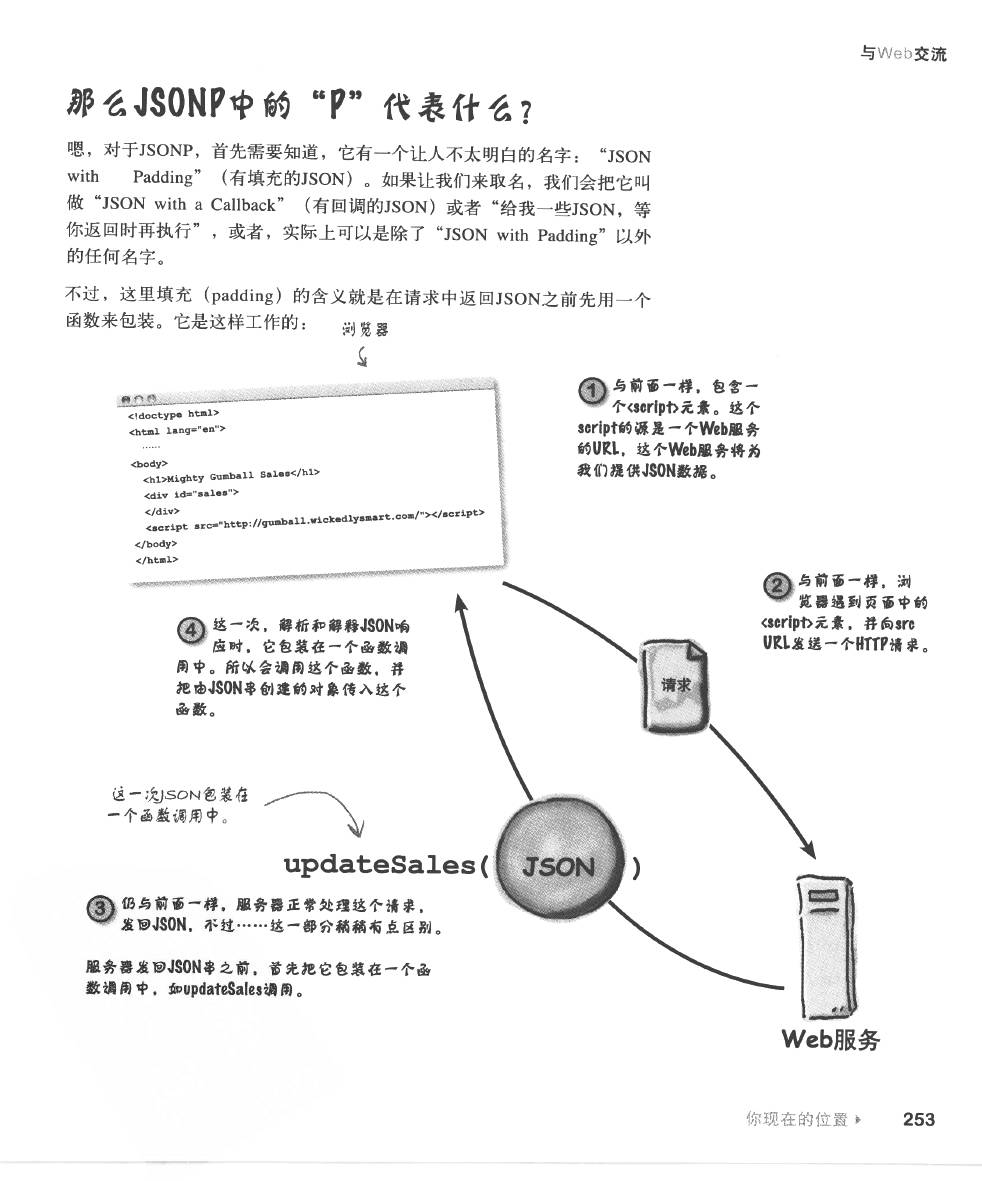 与Web交流
那么JSONP中的“P”代表什么？
嗯，对于JSONP，首先需要知道，它有一个让人不太明白的名字：“JSON
with Padding”（有填充的JSON）。如果让我们来取名，我们会把它叫
做“JSON with a Callback”（有回调的JSON）或者“给我一些JSON，等
你返回时再执行”，或者，实际上可以是除了“JSON with Padding”以外
的任何名字。
不过，这里填充（padding）的含义就是在请求中返回JSON之前先用一个
函数来包装。它是这样工作的：
浏览器
<!doctype html>
<html lang="en">
......
<body>
<h1>Mighty Gumball Sales</h1>
<div id="sales">
</div>
<script src="http://gumball.wickedlysmart.com/"></script>
</body>
</html>
1 与前面一样，包含一
个<script>元素。这个
script的源是一个Web服务
的URL，这个Web服务将为
我们提供JSON数据。
2 与前面一样，浏
览器遇到页面中的
<script>元素，并向src
URL发送一个HTTP请求。
请求
4 这一次，解析和解释JSON响
应时，它包装在一个函数调
用中。所以会调用这个函数，并
把由JSON串创建的对象传入这个
函数。
这一次JSON包装在
一个函数调用中。
updateSales( JSON )
3 仍与前面一样，服务器正常处理这个请求，
发回JSON，不过……这一部分稍稍有点区别。
服务器发回JSON串之前，首先把它包装在一个函
数调用中，如updateSales调用。
Web服务
你现在的位置 ▸ 253